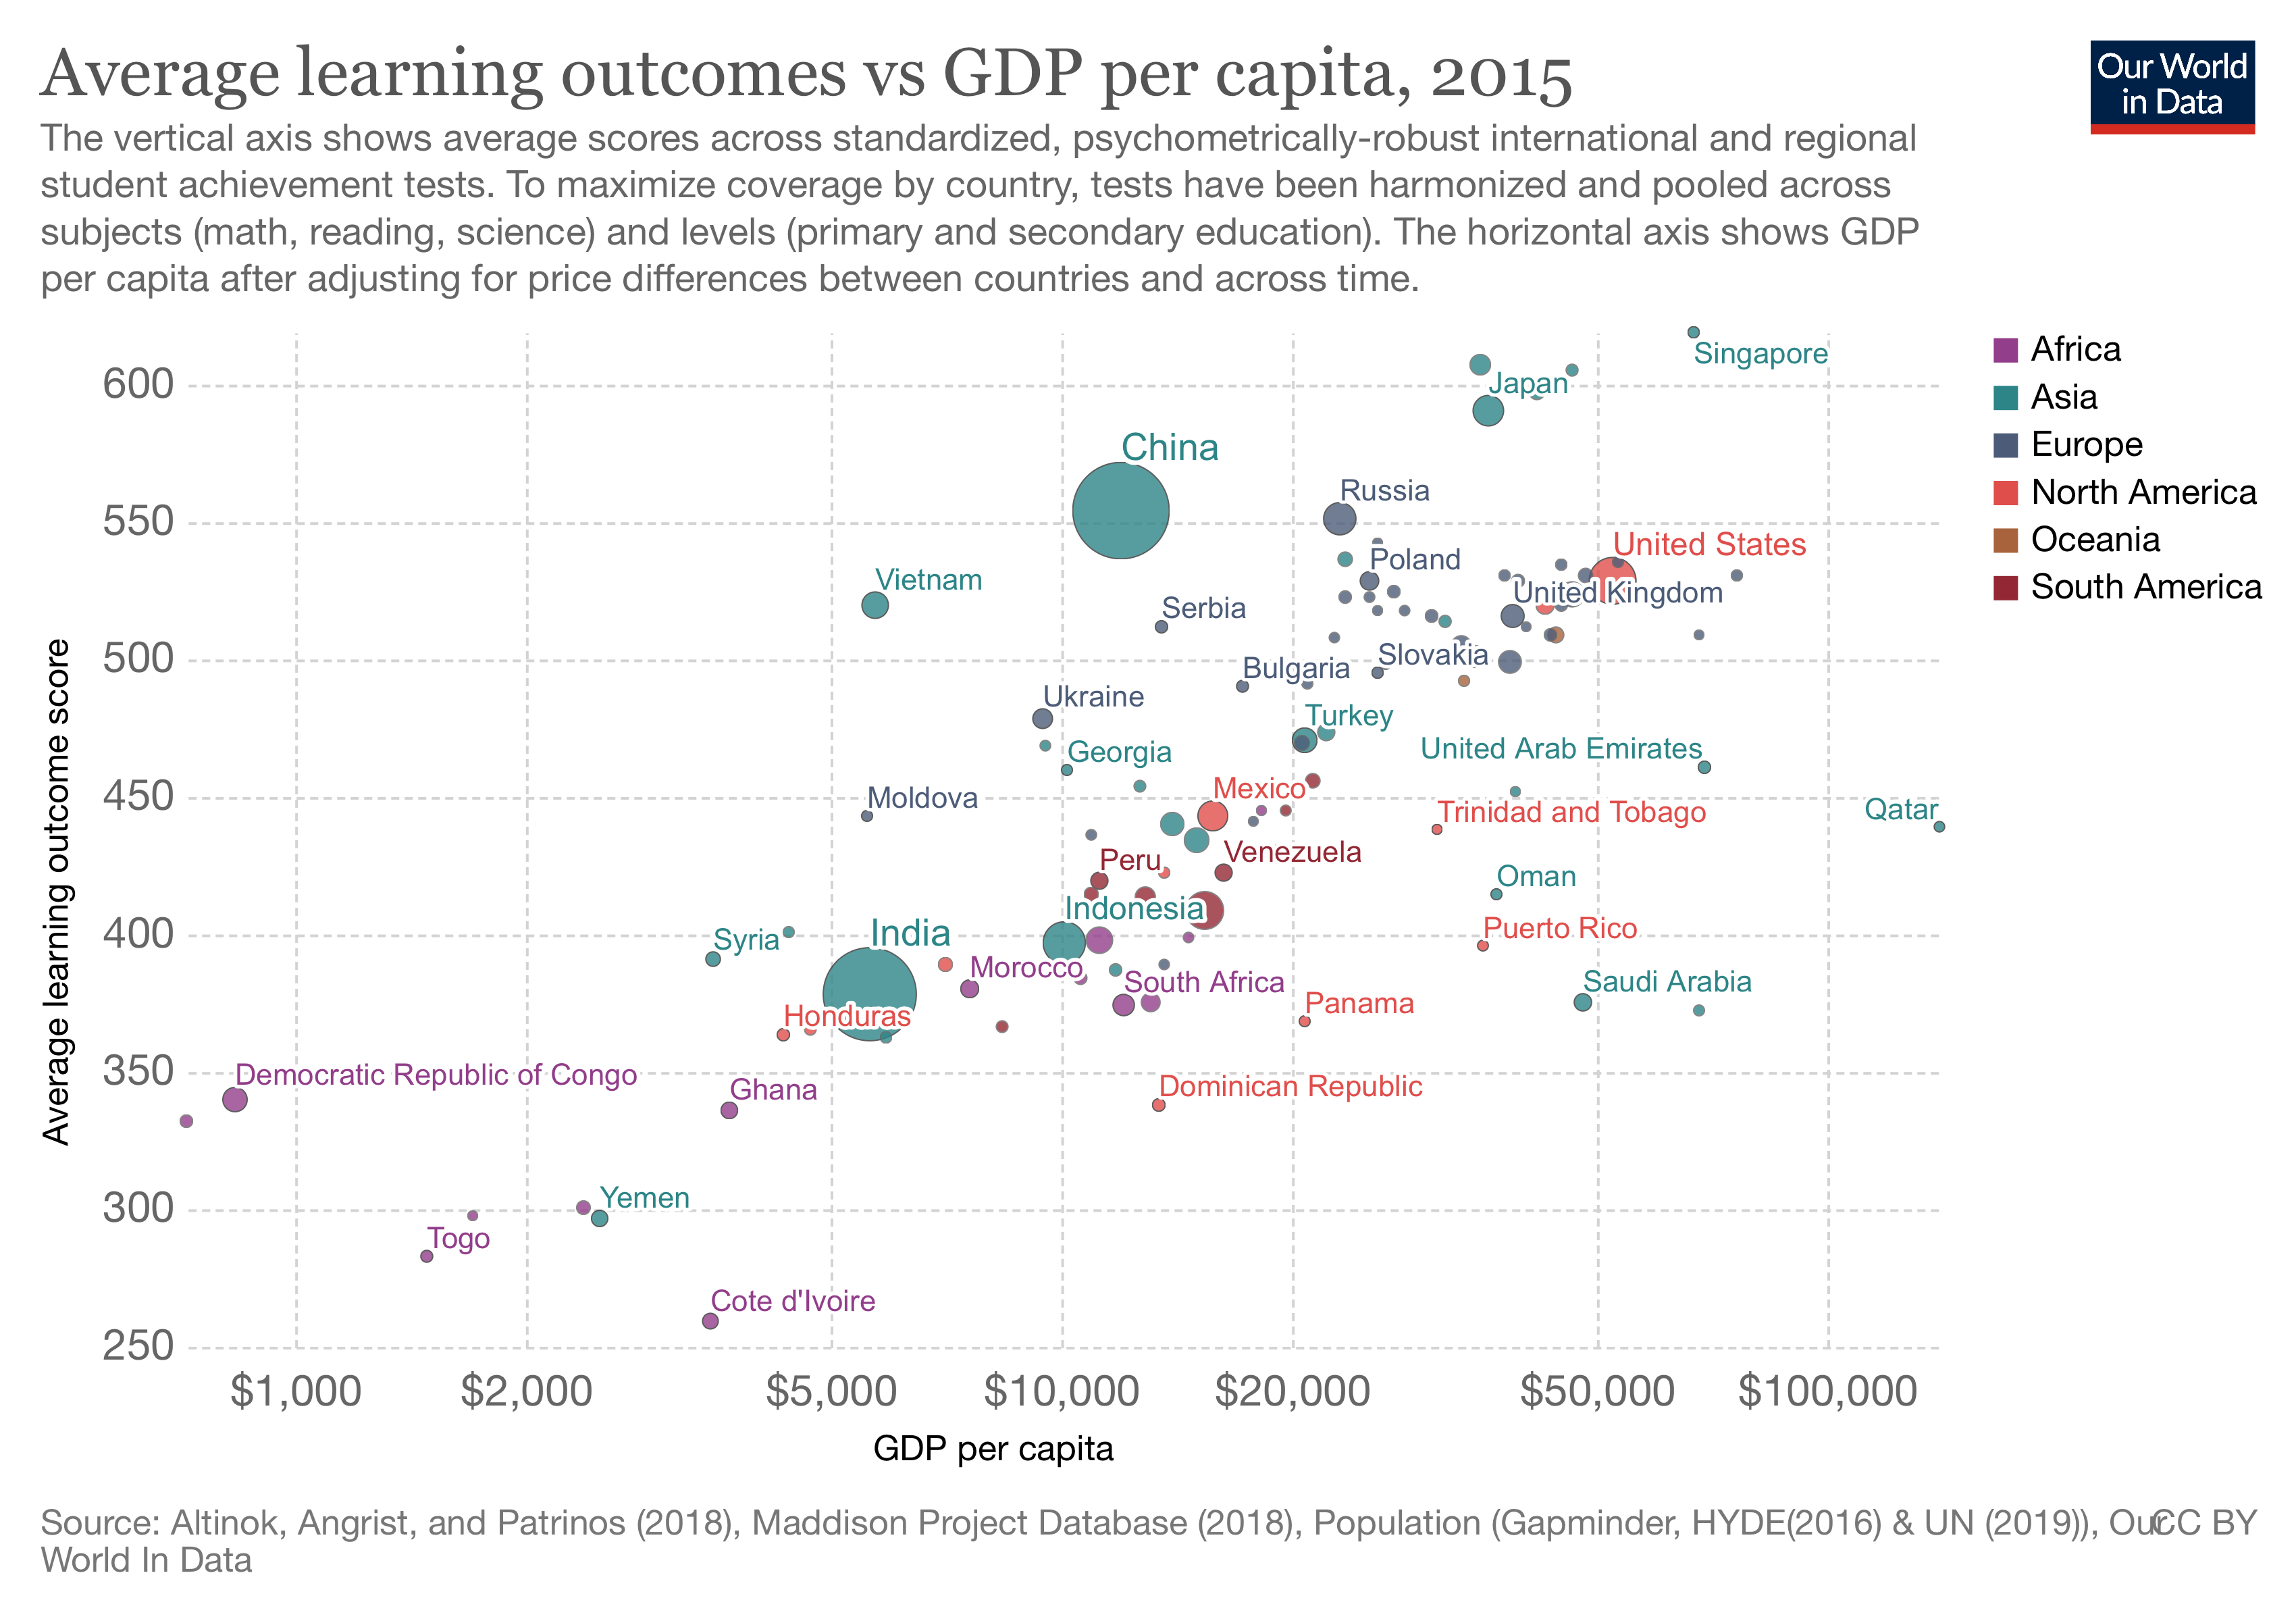 Average learning outcomes vs GDP per capita, 2015
Our World
in Data
The vertical axis shows average scores across standardized, psychometrically-robust international and regional
student achievement tests. To maximize coverage by country, tests have been harmonized and pooled across
subjects (math, reading, science) and levels (primary and secondary education). The horizontal axis shows GDP
per capita after adjusting for price differences between countries and across time.
Africa
Asia
Europe
North America
Oceania
South America
Average learning outcome score
600
550
500
450
400
350
300
250
Singapore
Japan
China
Russia
United States
Poland
Vietnam
United Kingdom
Serbia
Slovakia
Bulgaria
Ukraine
Turkey
United Arab Emirates
Georgia
Mexico
Moldova
Qatar
Trinidad and Tobago
Venezuela
Peru
Oman
Indonesia
Puerto Rico
India
Syria
Morocco
South Africa
Saudi Arabia
Panama
Honduras
Dominican Republic
Democratic Republic of Congo
Ghana
Yemen
Togo
Cote d'Ivoire
$1,000
$2,000
$5,000
$10,000
$20,000
$50,000
$100,000
GDP per capita
Source: Altinok, Angrist, and Patrinos (2018), Maddison Project Database (2018), Population (Gapminder, HYDE(2016) & UN (2019)), Our
World In Data
CC BY